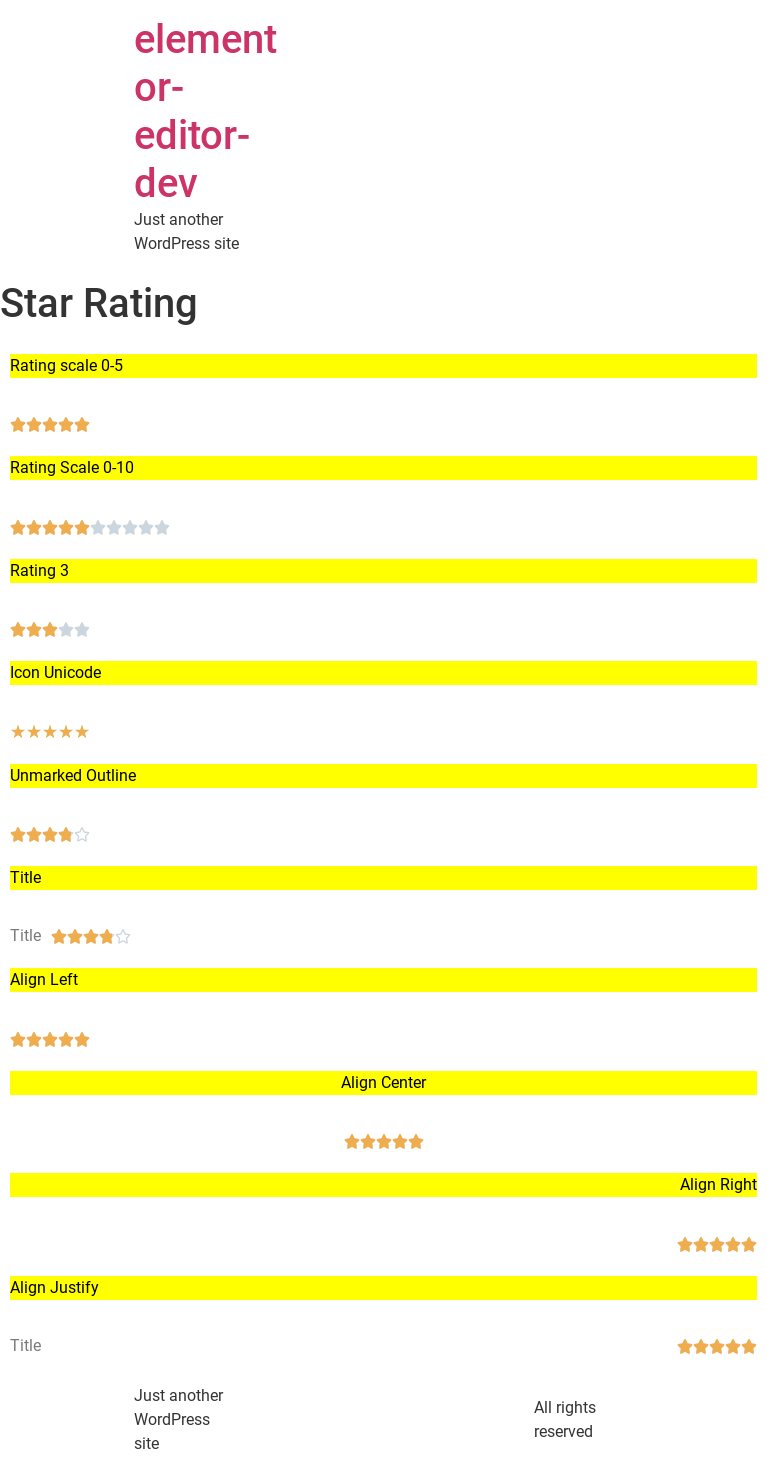 element
or-
editor-
dev
Just another
WordPress site
Star Rating
Rating scale 0-5
Rating Scale 0-10
Rating 3
Icon Unicode
★★★★★
Unmarked Outline
Title
Title
Align Left
Align Center
Align Right
Align Justify
Title
Just another
WordPress
site
All rights
reserved